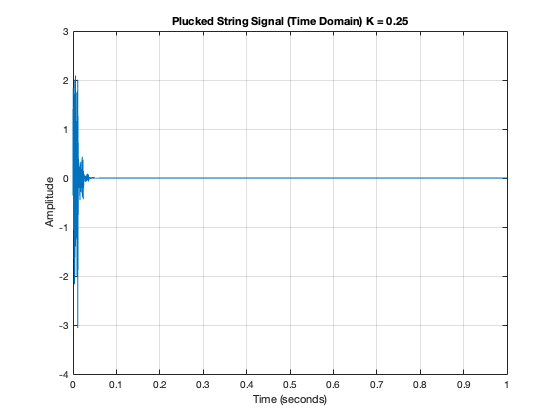 Plucked String Signal (Time Domain) K = 0.25
3
2
1
0
-1
-2
-3
-4
Amplitude
0 0.1 0.2 0.3 0.4 0.5 0.6 0.7 0.8 0.9 1
Time (seconds)